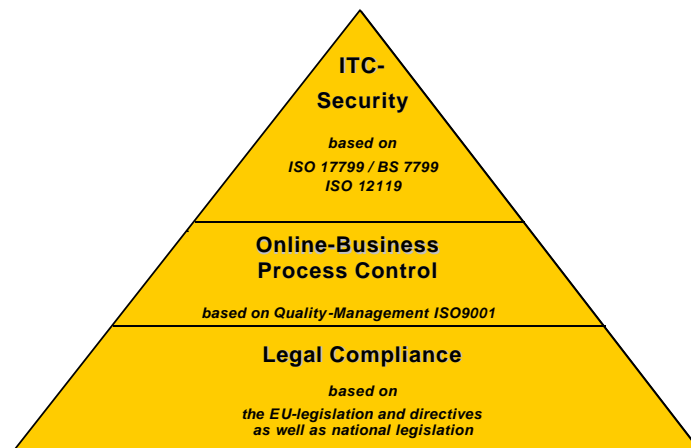 ITC-
Security
based on
ISO 17799 / BS 7799
ISO 12119
Online-Business
Process Control
based on Quality-Management ISO9001
Legal Compliance
based on
the EU-legislation and directives
as well as national legislation